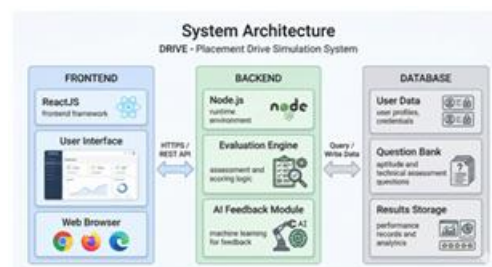 System Architecture
DRIVE - Placement Drive Simulation System
FRONTEND
ReactJS
frontend framework
User Interface
Web Browser
HTTPS /
REST API
BACKEND
Node.js
runtime
environment
node
Evaluation Engine
assessment and
scoring logic
AI Feedback Module
machine learning
for feedback
AI
Query /
Write Data
DATABASE
User Data
user profiles,
credentials
Question Bank
aptitude and
technical assessment
questions
Results Storage
performance
records and
analytics